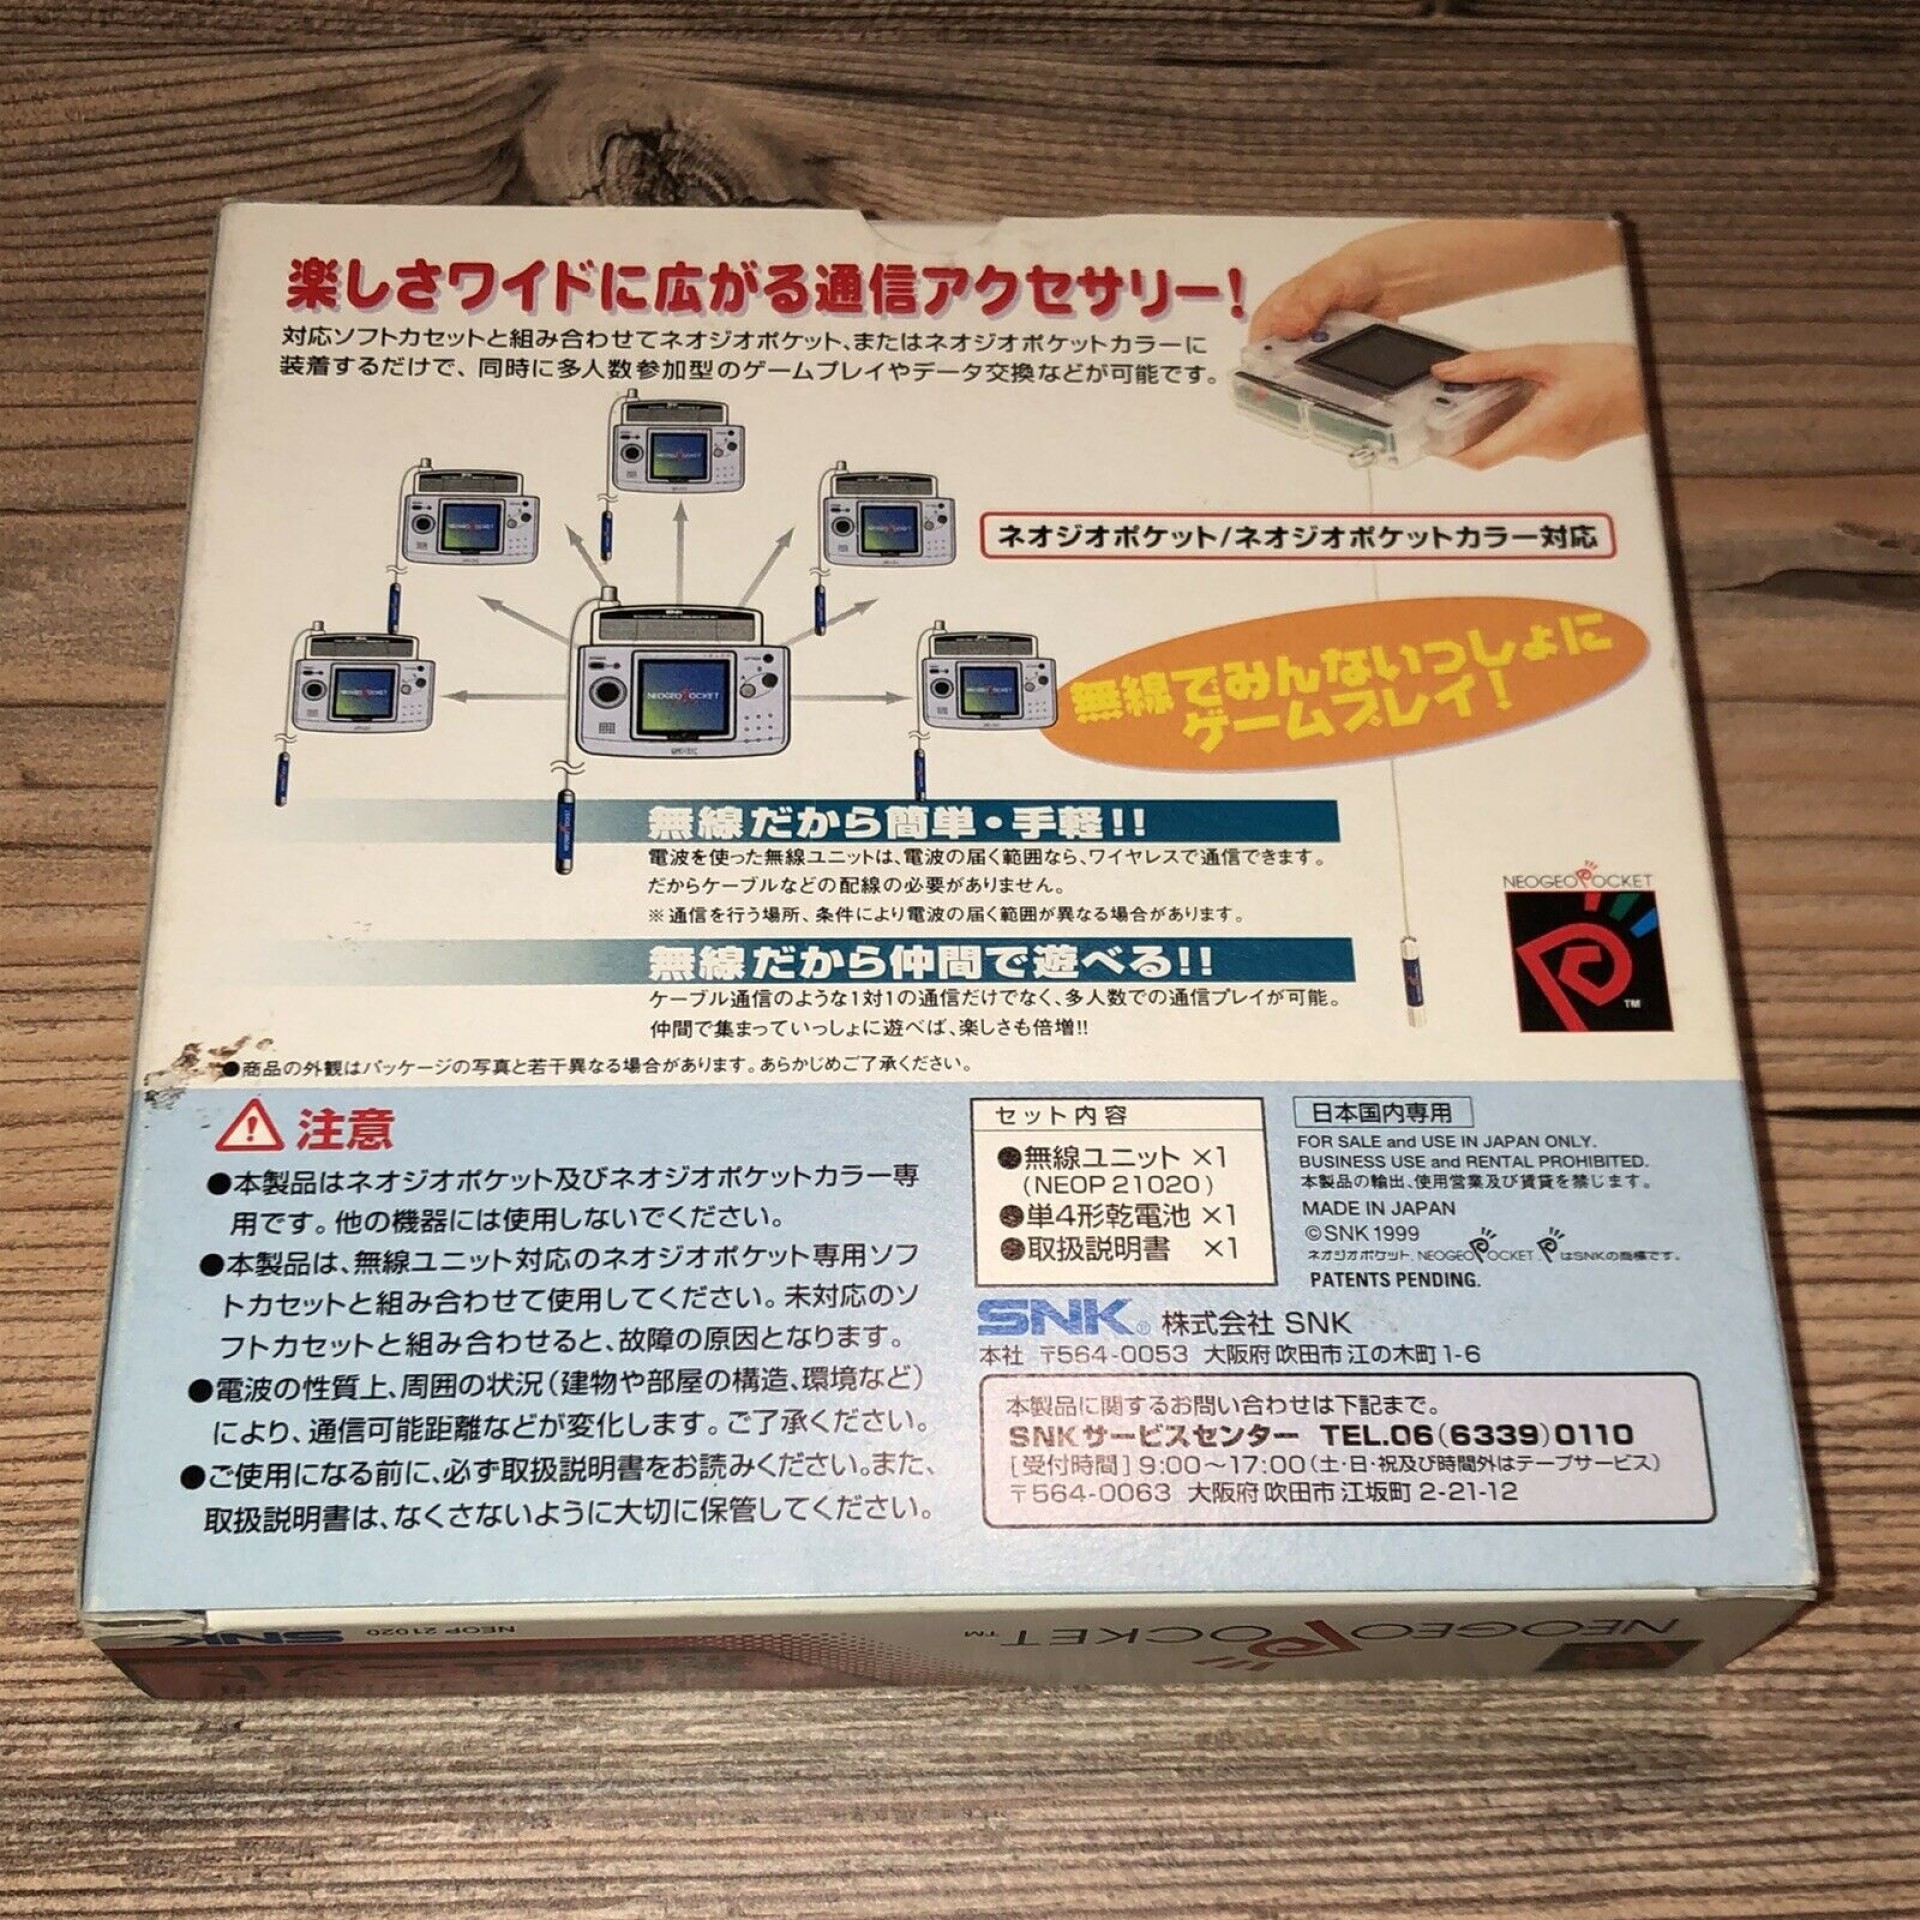 楽しさワイドに広がる通信アクセサリー!
対応ソフトカセットと組み合わせてネオジオポケット、またはネオジオポケットカラーに
装着するだけで、同時に多人数参加型のゲームプレイやデータ交換などが可能です。
ネオジオポケット/ネオジオポケットカラー対応
無線でみんないっしょに
ゲームプレイ!
NEOGEO POCKET
無線だから簡単・手軽!!
電波を使った無線ユニットは、電波の届く範囲なら、ワイヤレスで通信できます。
だからケーブルなどの配線の必要がありません。
※通信を行う場所、条件により電波の届く範囲が異なる場合があります。
NEOGEO POCKET
TM
無線だから仲間で遊べる!!
ケーブル通信のような1対1の通信だけでなく、多人数での通信プレイが可能。
仲間で集まっていっしょに遊べば、楽しさも倍増!!
●商品の外観はパッケージの写真と若干異なる場合があります。あらかじめご了承ください。
注意
●本製品はネオジオポケット及びネオジオポケットカラー専
用です。他の機器には使用しないでください。
●本製品は、無線ユニット対応のネオジオポケット専用ソフ
トカセットと組み合わせて使用してください。未対応のソ
フトカセットと組み合わせると、故障の原因となります。
●電波の性質上、周囲の状況(建物や部屋の構造、環境など)
により、通信可能距離などが変化します。ご了承ください。
●ご使用になる前に、必ず取扱説明書をお読みください。また、
取扱説明書は、なくさないように大切に保管してください。
セット内容
●無線ユニット ×1
(NEOP 21020)
●単4形乾電池 ×1
●取扱説明書 ×1
日本国内専用
FOR SALE and USE IN JAPAN ONLY.
BUSINESS USE and RENTAL PROHIBITED.
本製品の輸出、使用営業及び賃貸を禁じます。
MADE IN JAPAN
©SNK 1999
ネオジオポケット、NEOGEO POCKET、PはSNKの商標です。
PATENTS PENDING.
SNK® 株式会社 SNK
本社 〒564-0053 大阪府吹田市江の木町1-6
本製品に関するお問い合わせは下記まで。
SNKサービスセンター TEL.06(6339)0110
[受付時間]9:00〜17:00(土・日・祝及び時間外はテープサービス)
〒564-0063 大阪府吹田市江坂町2-21-12
NEOGEO POCKET™
NEOP 21020
SNK